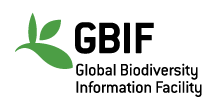 GBIF
Global Biodiversity
Information Facility